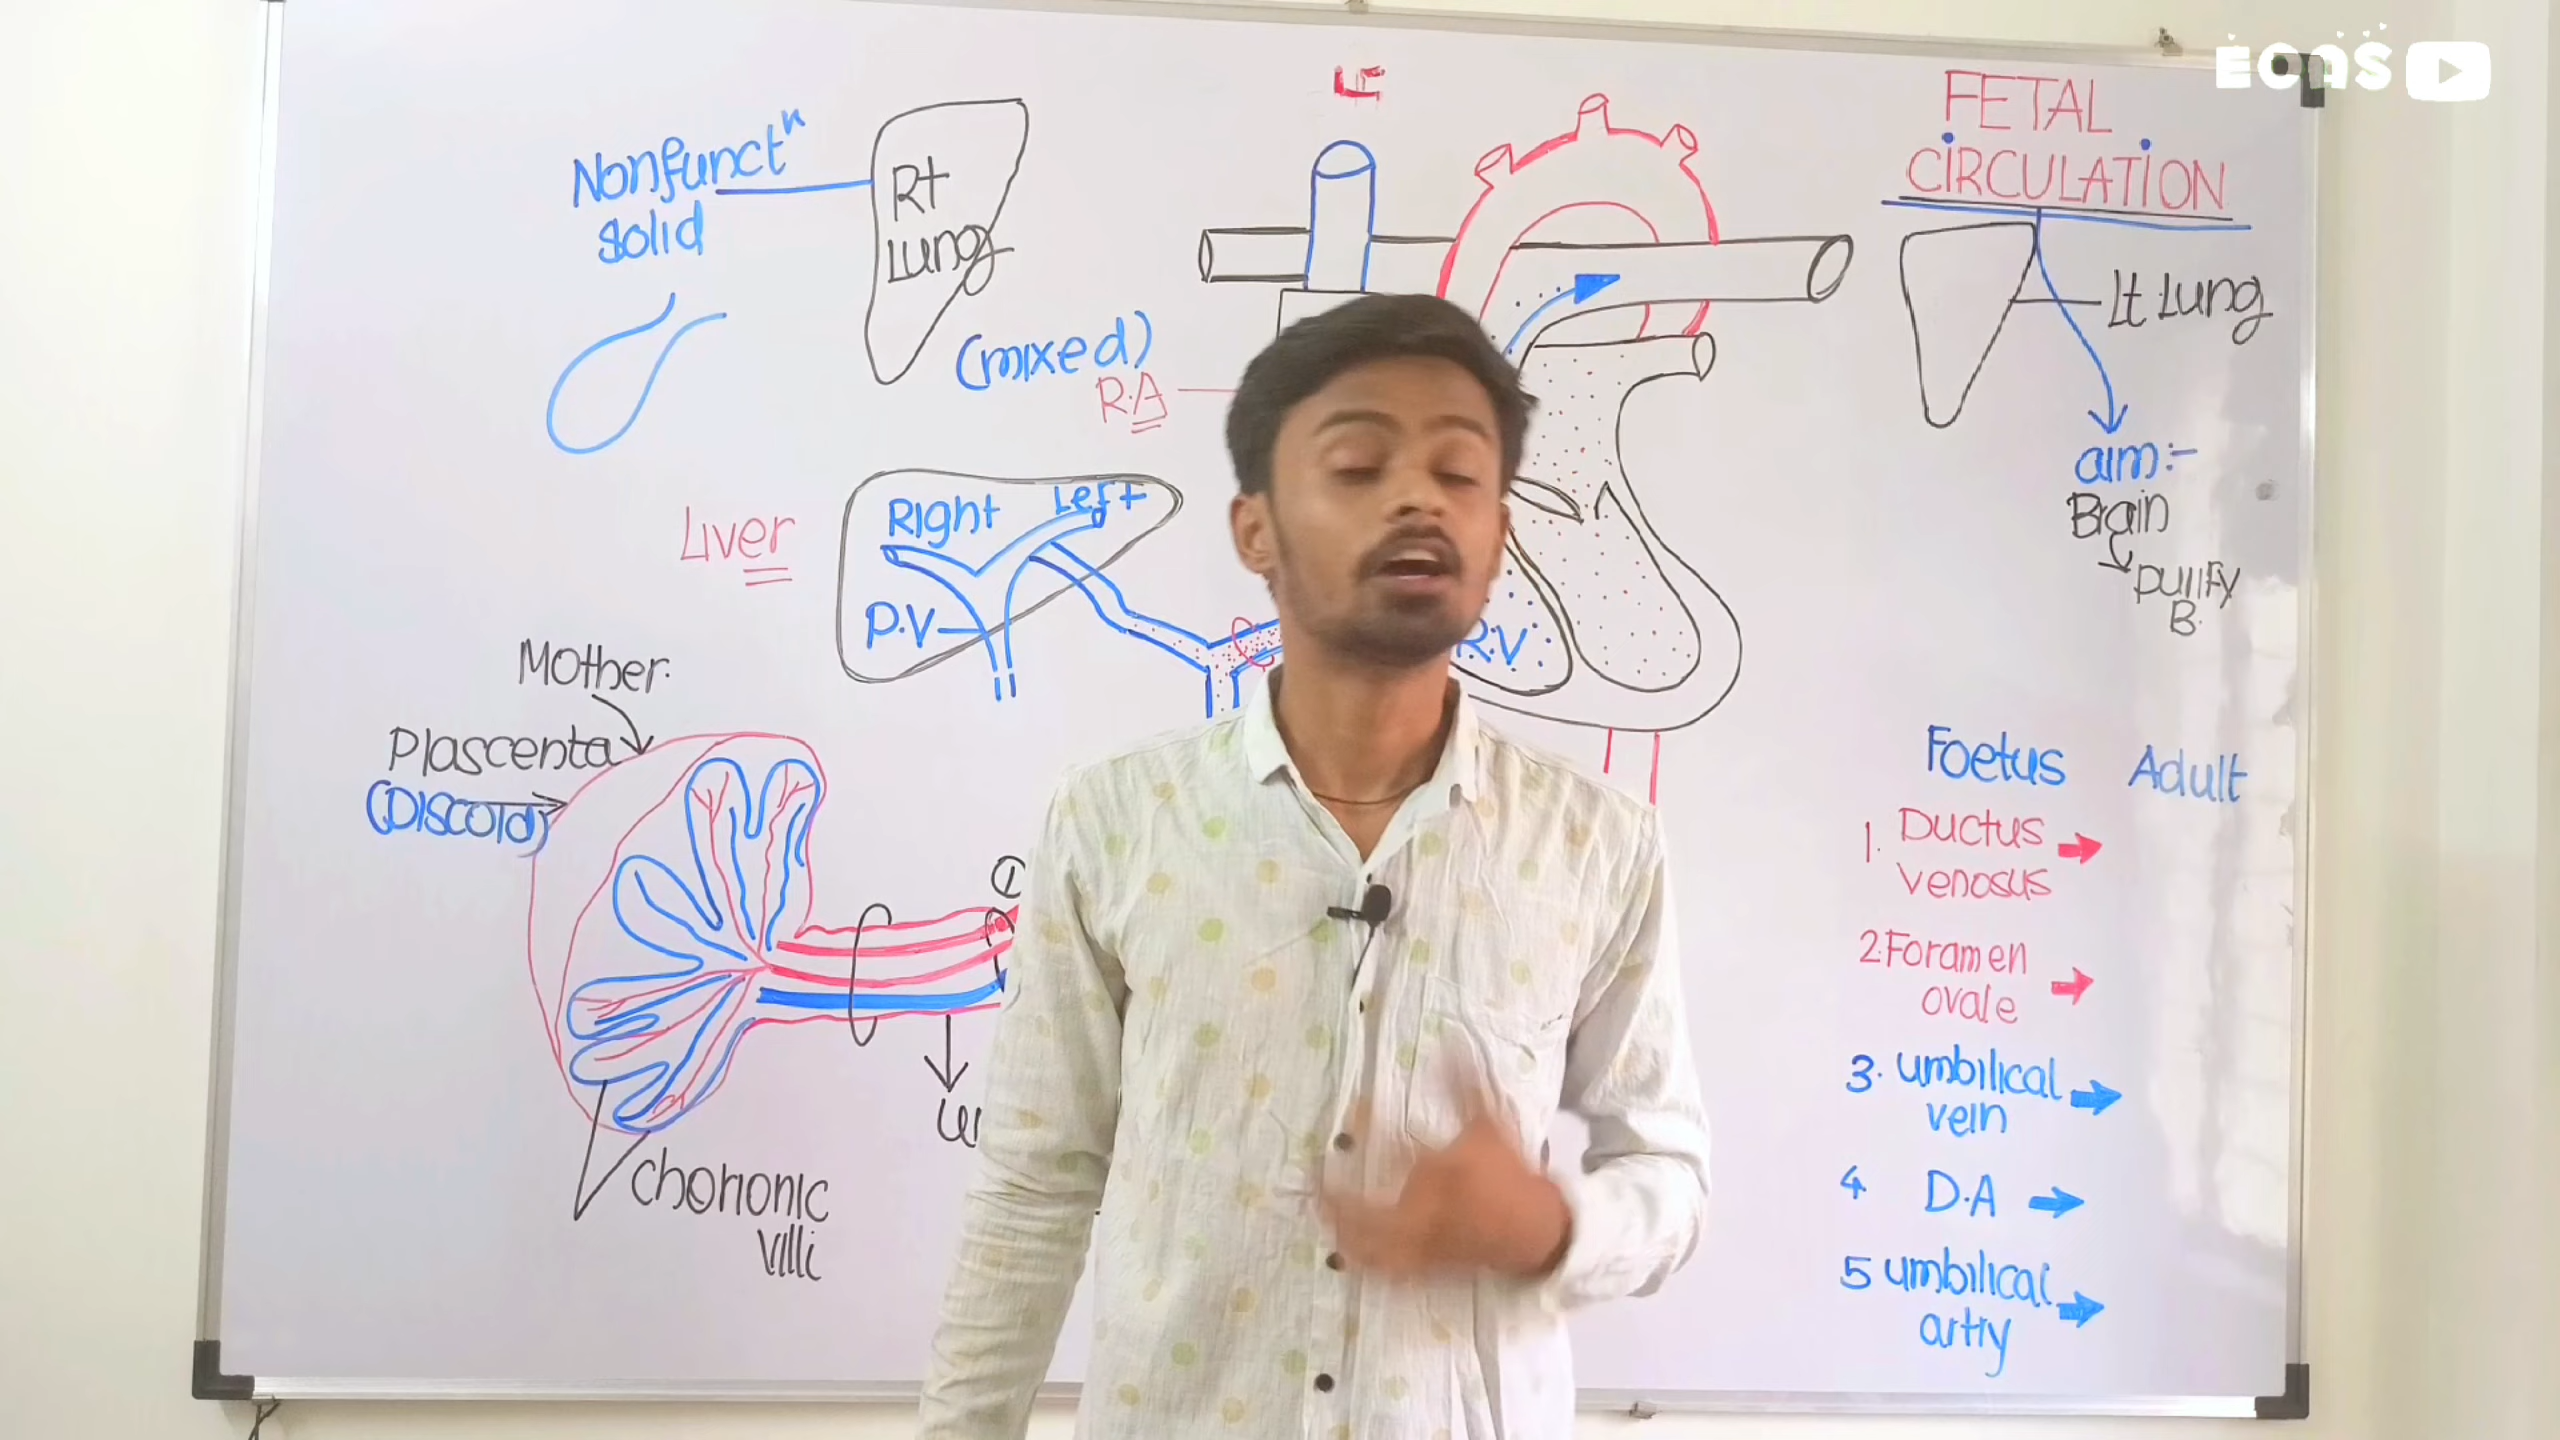 ECAS
FETAL
CIRCULATION
Nonfunctⁿ
solid
Rt
Lung
Lt Lung
(mixed)
R.A
aim:-
Brain
purify
B.
Liver
Right
Left
P.V
R.V
Mother.
Plascenta
(Discoid)
①
chorionic
villi
Foetus Adult
1. Ductus
venosus
2. Foramen
ovale
3. umbilical
vein
4 D.A
5 umbilical
artry